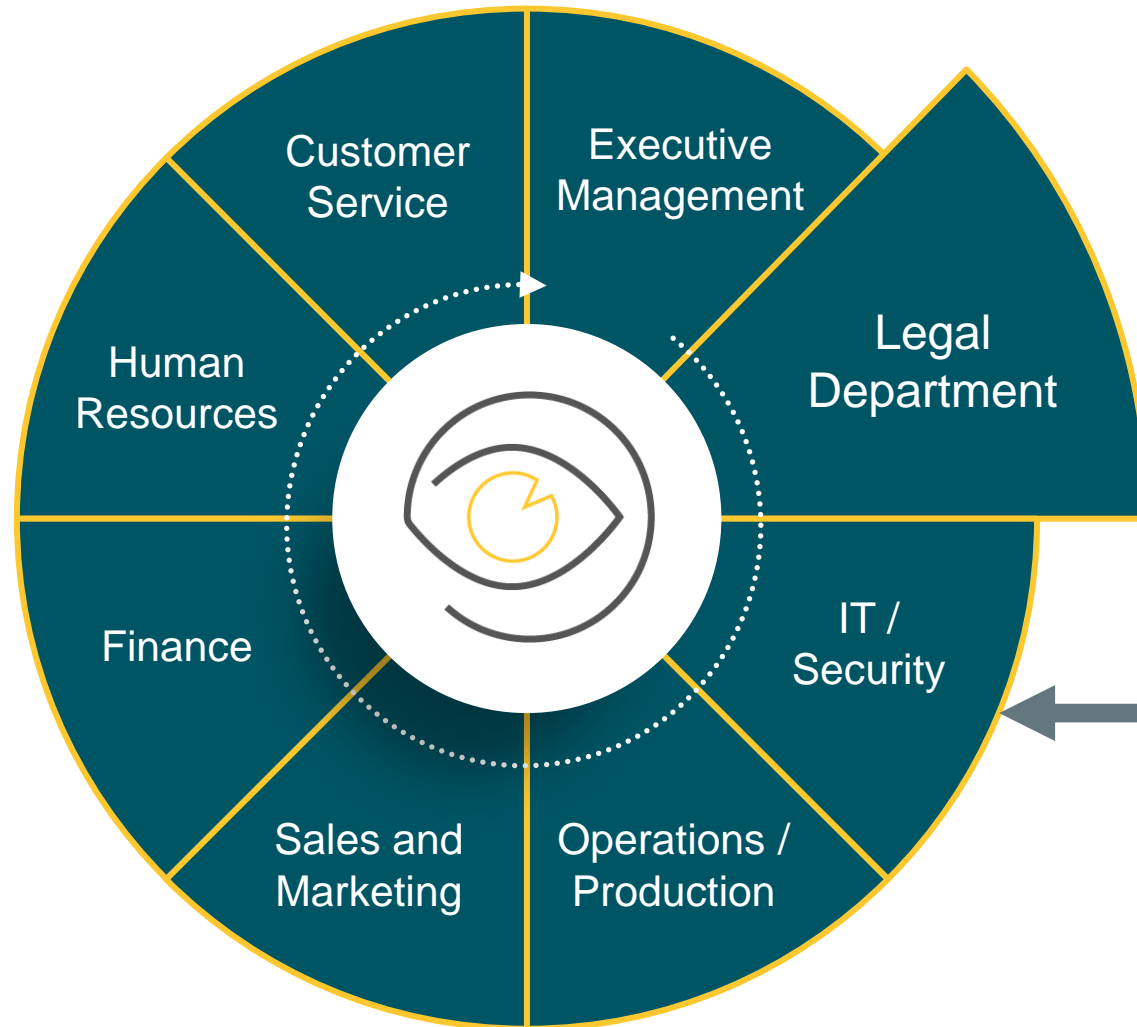 Customer
Service
Executive
Management
Legal
Department
Human
Resources
IT /
Security
Finance
Sales and
Marketing
Operations /
Production